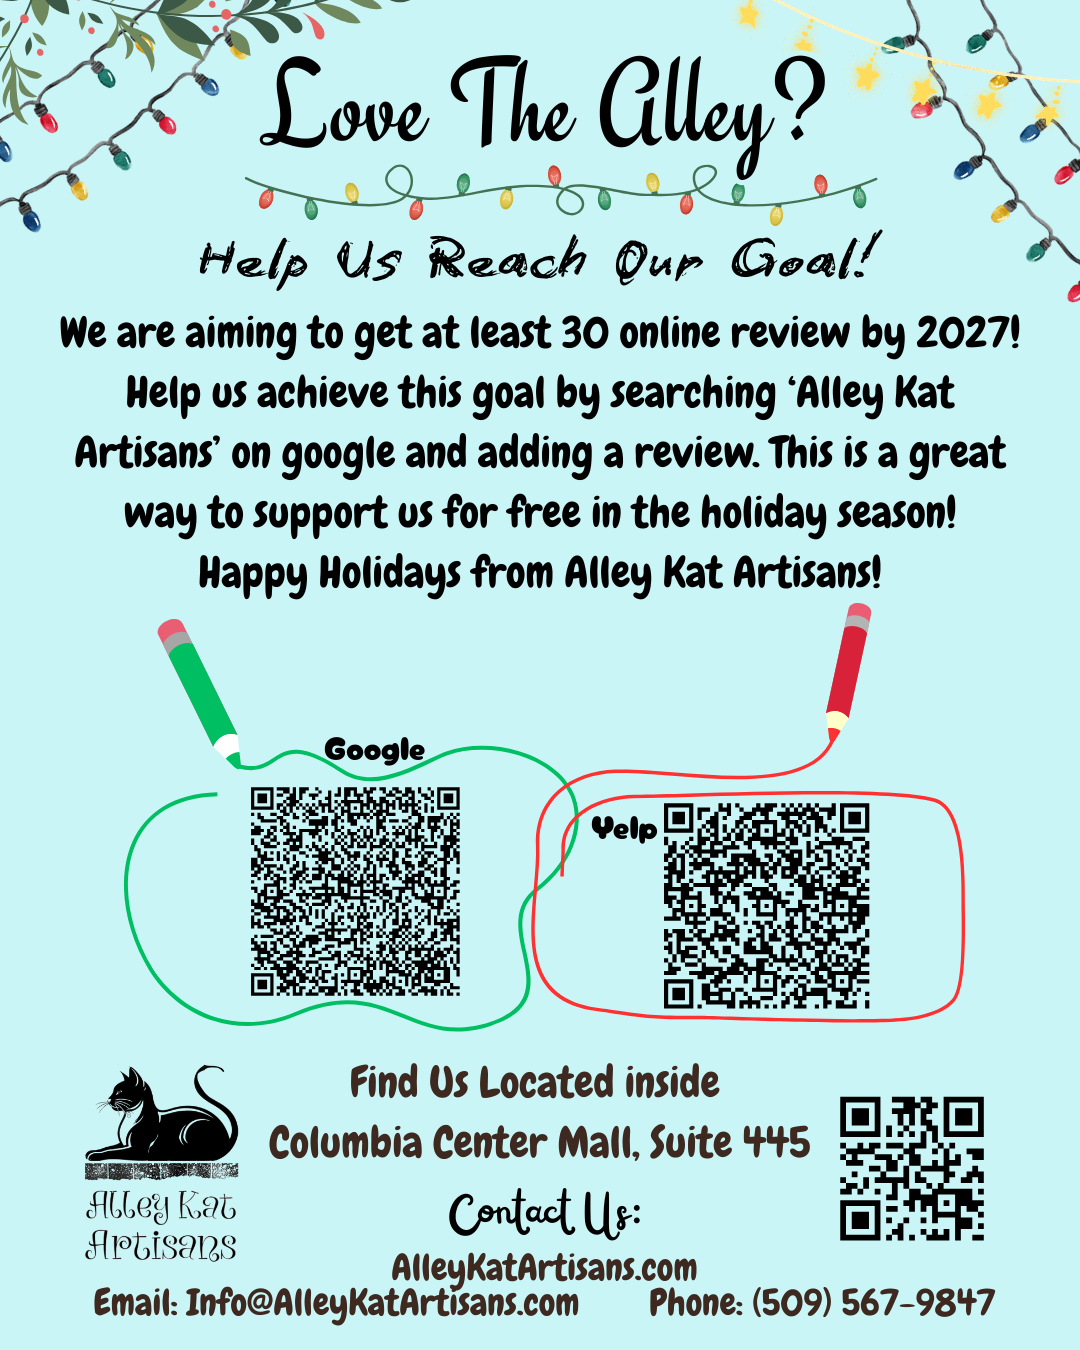 Love The Alley?
Help Us Reach Our Goal!
We are aiming to get at least 30 online review by 2027!
Help us achieve this goal by searching ‘Alley Kat
Artisans’ on google and adding a review. This is a great
way to support us for free in the holiday season!
Happy Holidays from Alley Kat Artisans!
Google
Yelp
Find Us Located inside
Columbia Center Mall, Suite 445
Alley Kat
Artisans
Contact Us:
AlleyKatArtisans.com
Email: Info@AlleyKatArtisans.com Phone: (509) 567-9847